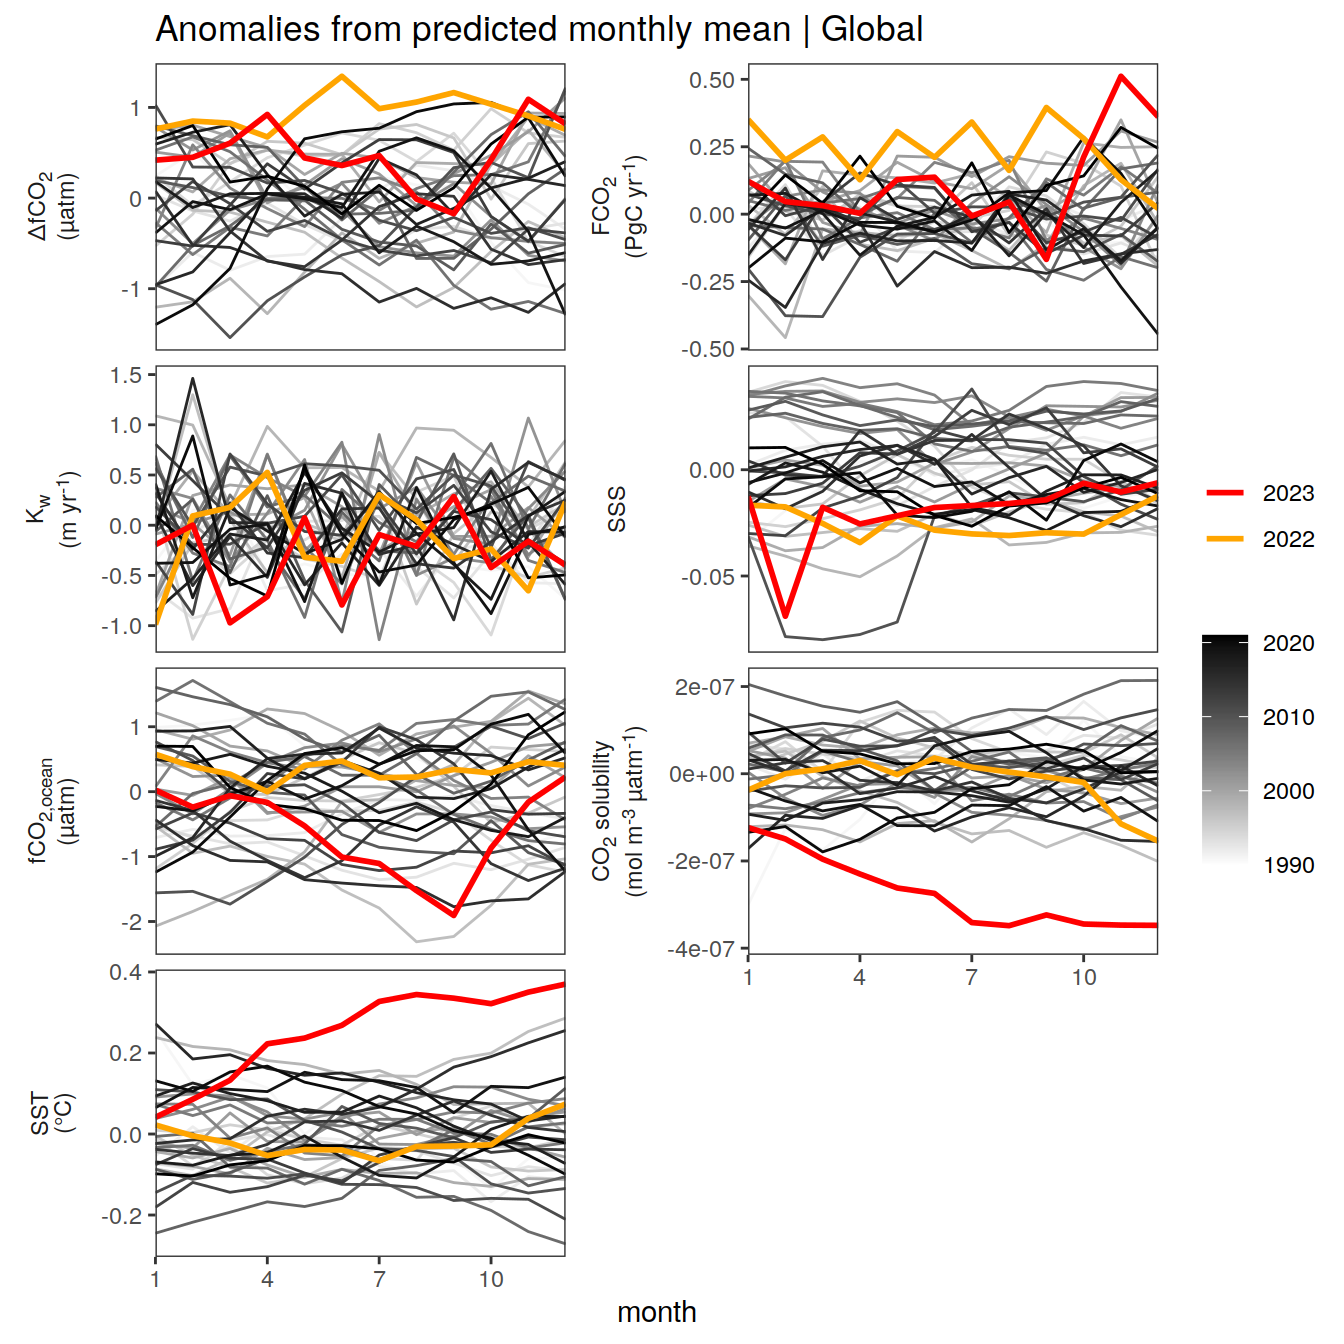 Anomalies from predicted monthly mean | Global
ΔfCO2
(µatm)
1
0
-1
FCO2
(PgC yr-1)
0.50
0.25
0.00
-0.25
-0.50
Kw
(m yr-1)
1.5
1.0
0.5
0.0
-0.5
-1.0
SSS
0.00
-0.05
fCO2,ocean
(µatm)
1
0
-1
-2
CO2 solubility
(mol m-3 µatm-1)
2e-07
0e+00
-2e-07
-4e-07
1 4 7 10
SST
(°C)
0.4
0.2
0.0
-0.2
1 4 7 10
month
2023
2022
2020
2010
2000
1990